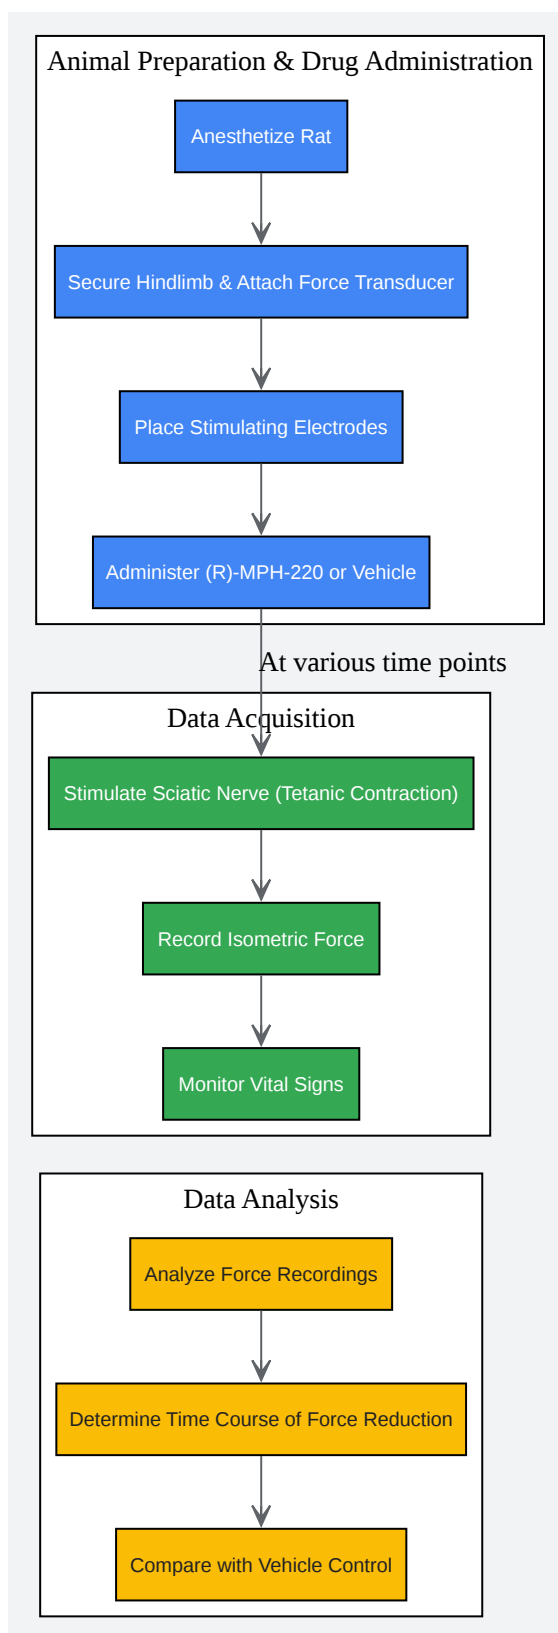 Animal Preparation & Drug Administration
Anesthetize Rat
Secure Hindlimb & Attach Force Transducer
Place Stimulating Electrodes
Administer (R)-MPH-220 or Vehicle
At various time points
Data Acquisition
Stimulate Sciatic Nerve (Tetanic Contraction)
Record Isometric Force
Monitor Vital Signs
Data Analysis
Analyze Force Recordings
Determine Time Course of Force Reduction
Compare with Vehicle Control